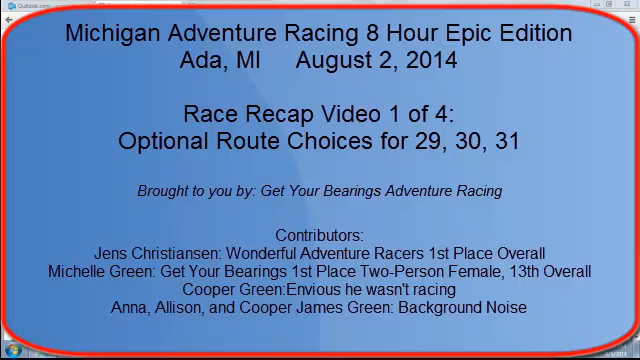 Outlook.com
Michigan Adventure Racing 8 Hour Epic Edition
Ada, MI August 2, 2014
Race Recap Video 1 of 4:
Optional Route Choices for 29, 30, 31
Brought to you by: Get Your Bearings Adventure Racing
Contributors:
Jens Christiansen: Wonderful Adventure Racers 1st Place Overall
Michelle Green: Get Your Bearings 1st Place Two-Person Female, 13th Overall
Cooper Green:Envious he wasn't racing
Anna, Allison, and Cooper James Green: Background Noise